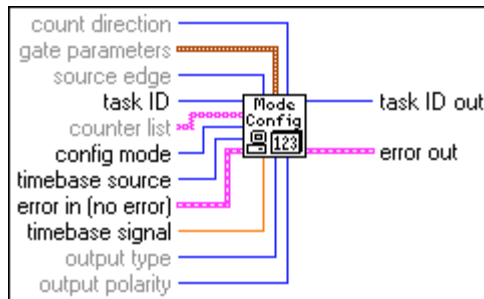 count direction
gate parameters
source edge
task ID
counter list
config mode
timebase source
error in (no error)
timebase signal
output type
output polarity
Mode
Config
123
task ID out
error out